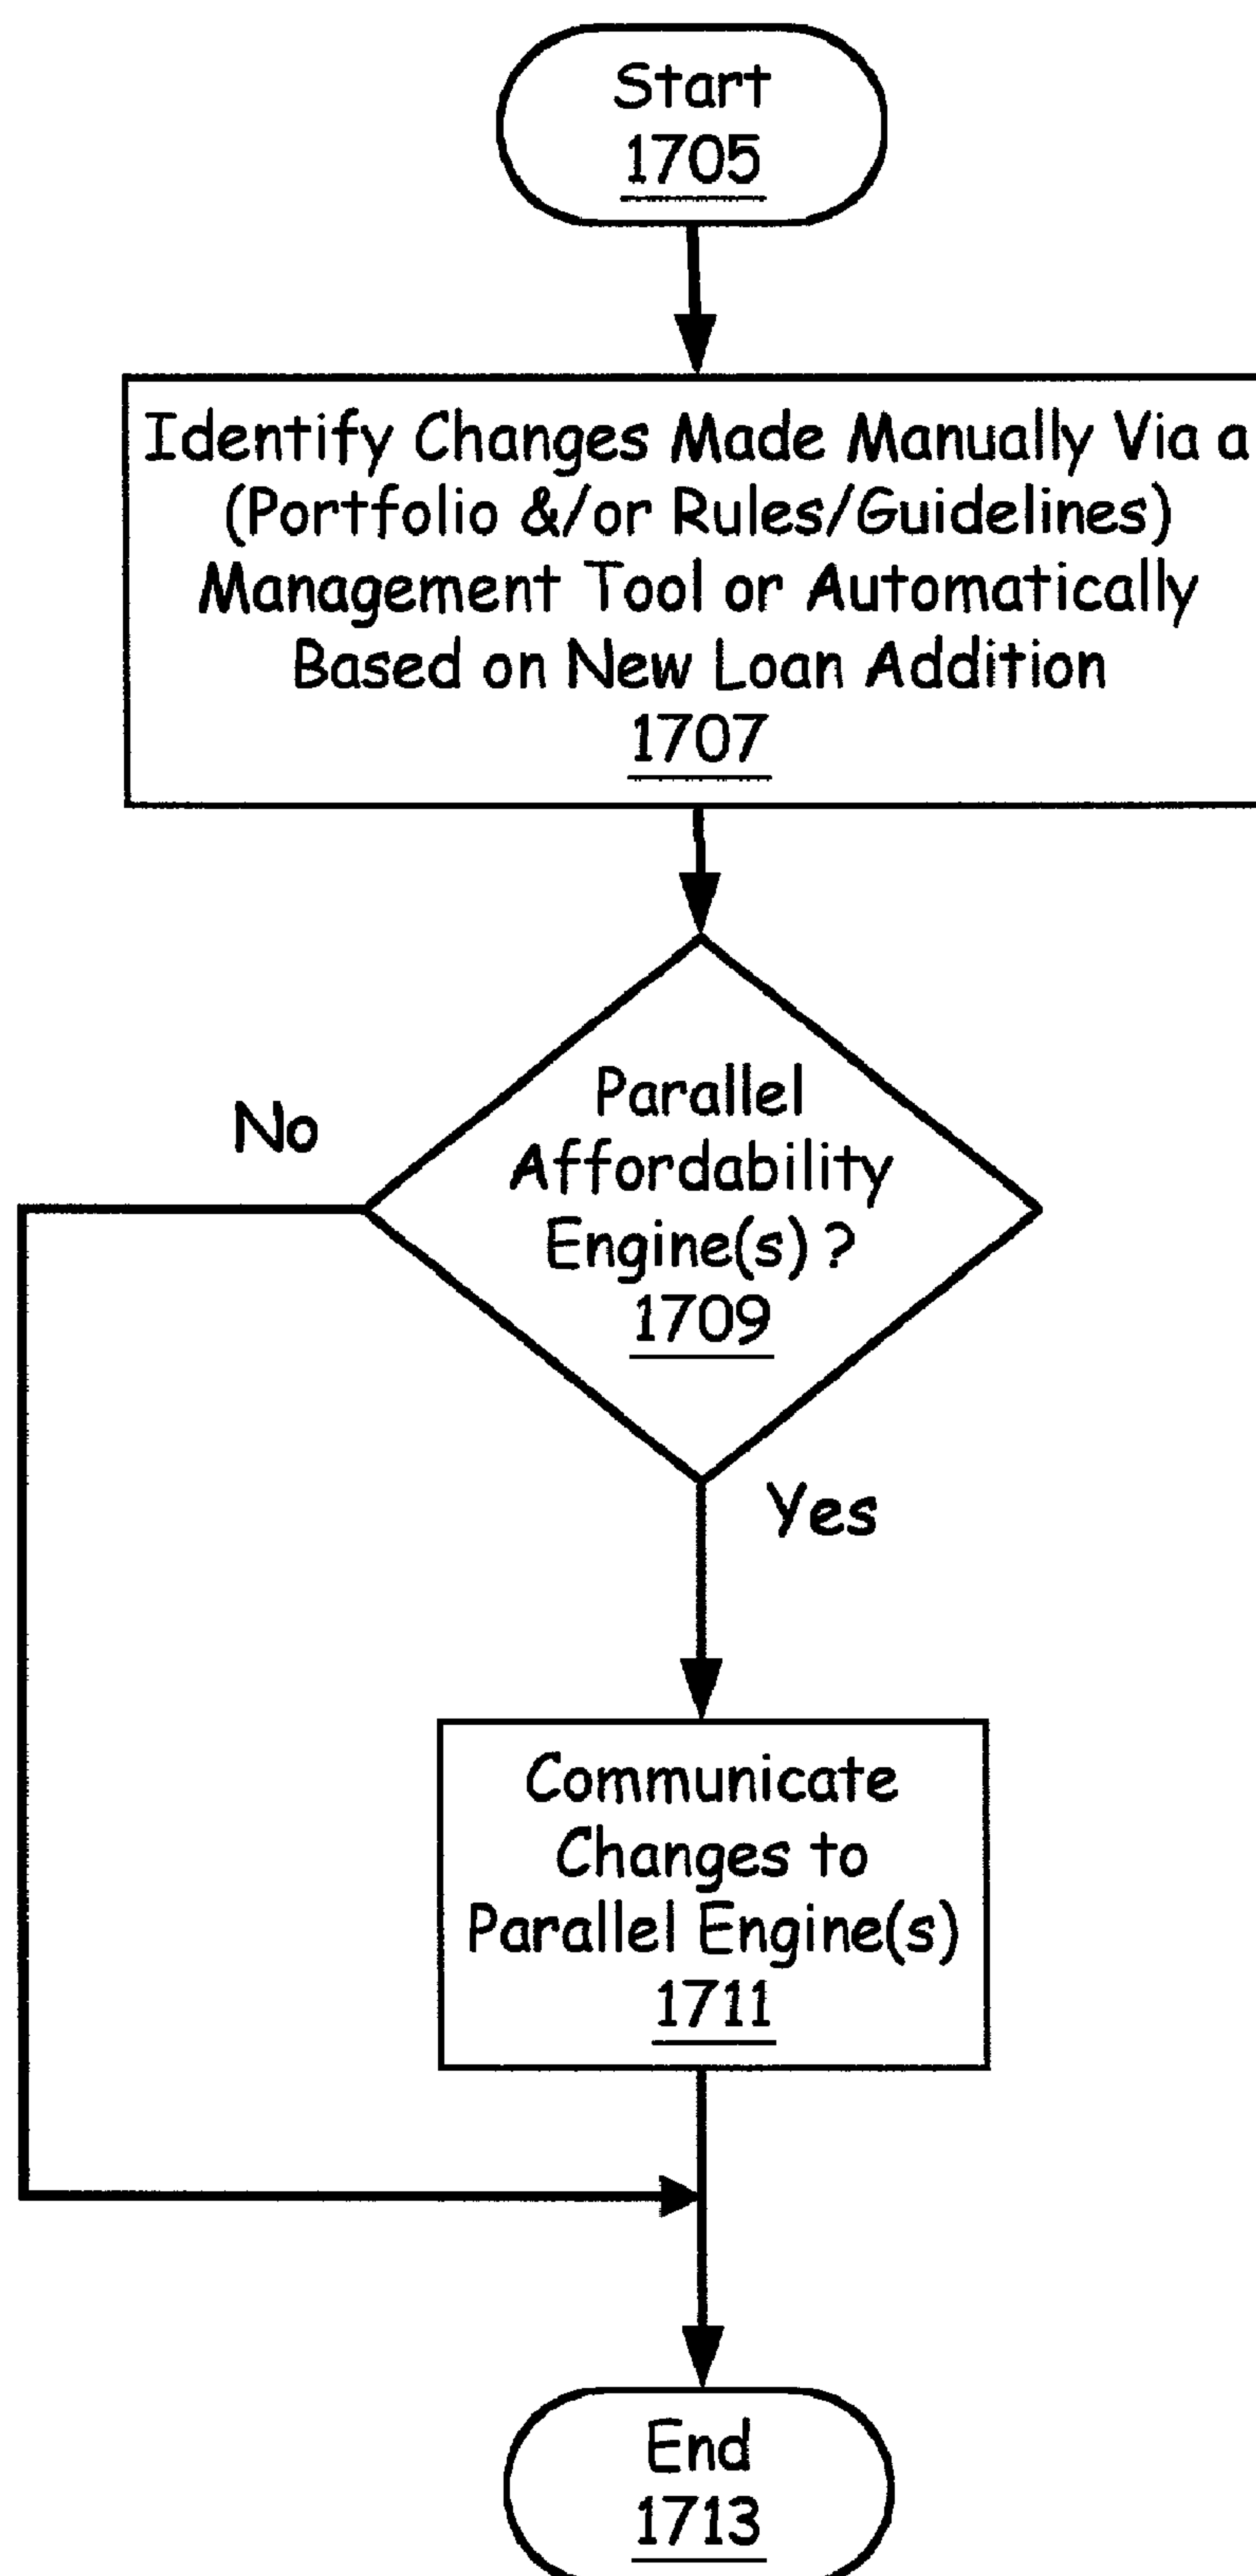 Start
1705
Identify Changes Made Manually Via a
(Portfolio &/or Rules/Guidelines)
Management Tool or Automatically
Based on New Loan Addition
1707
Parallel
Affordability
Engine(s) ?
1709
No
Yes
Communicate
Changes to
Parallel Engine(s)
1711
End
1713